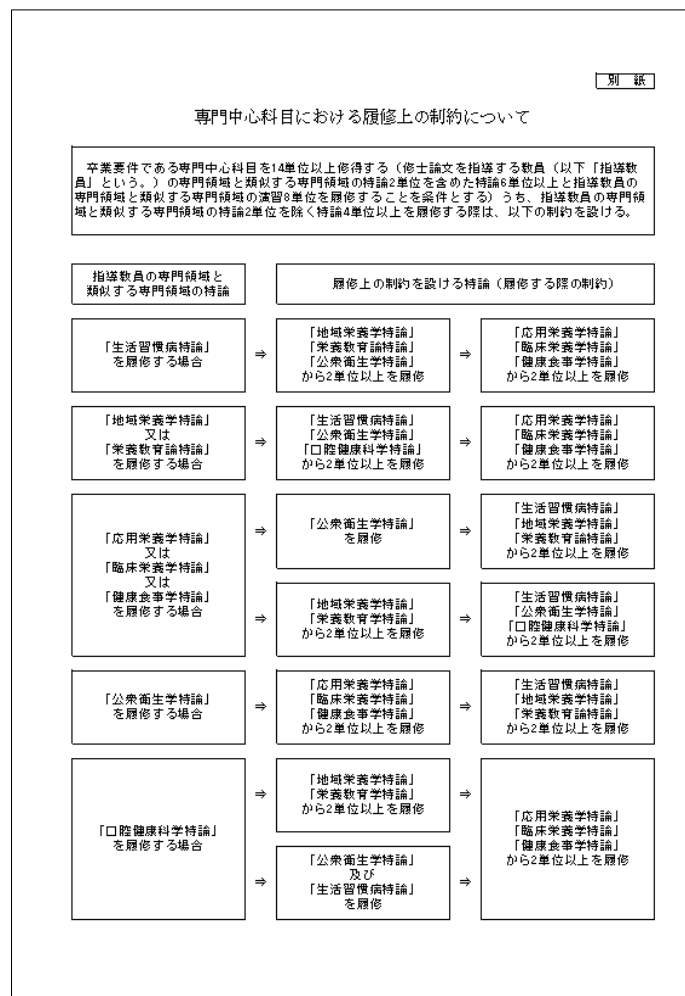 別　紙
専門中心科目における履修上の制約について
卒業要件である専門中心科目を14単位以上修得する（修士論文を指導する教員（以下「指導教
員」という。）の専門領域と類似する専門領域の特論2単位を含めた特論6単位以上と指導教員の
専門領域と類似する専門領域の演習8単位を履修することを条件とする）うち、指導教員の専門領
域と類似する専門領域の特論2単位を除く特論4単位以上を履修する際は、以下の制約を設ける。
指導教員の専門領域と
類似する専門領域の特論
履修上の制約を設ける特論（履修する際の制約）
「生活習慣病特論」
を履修する場合
⇒
「地域栄養学特論」
「栄養教育論特論」
「公衆衛生学特論」
から2単位以上を履修
⇒
「応用栄養学特論」
「臨床栄養学特論」
「健康食事学特論」
から2単位以上を履修
「地域栄養学特論」
又は
「栄養教育論特論」
を履修する場合
⇒
「生活習慣病特論」
「公衆衛生学特論」
「口腔健康科学特論」
から2単位以上を履修
⇒
「応用栄養学特論」
「臨床栄養学特論」
「健康食事学特論」
から2単位以上を履修
「応用栄養学特論」
又は
「臨床栄養学特論」
又は
「健康食事学特論」
を履修する場合
⇒
「公衆衛生学特論」
を履修
⇒
「生活習慣病特論」
「地域栄養学特論」
「栄養教育論特論」
から2単位以上を履修
⇒
「地域栄養学特論」
「栄養教育学特論」
から2単位以上を履修
⇒
「生活習慣病特論」
「公衆衛生学特論」
「口腔健康科学特論」
から2単位以上を履修
「公衆衛生学特論」
を履修する場合
⇒
「応用栄養学特論」
「臨床栄養学特論」
「健康食事学特論」
から2単位以上を履修
⇒
「生活習慣病特論」
「地域栄養学特論」
「栄養教育論特論」
から2単位以上を履修
「口腔健康科学特論」
を履修する場合
⇒
「地域栄養学特論」
「栄養教育学特論」
から2単位以上を履修
⇒
「応用栄養学特論」
「臨床栄養学特論」
「健康食事学特論」
から2単位以上を履修
⇒
「公衆衛生学特論」
及び
「生活習慣病特論」
を履修
⇒